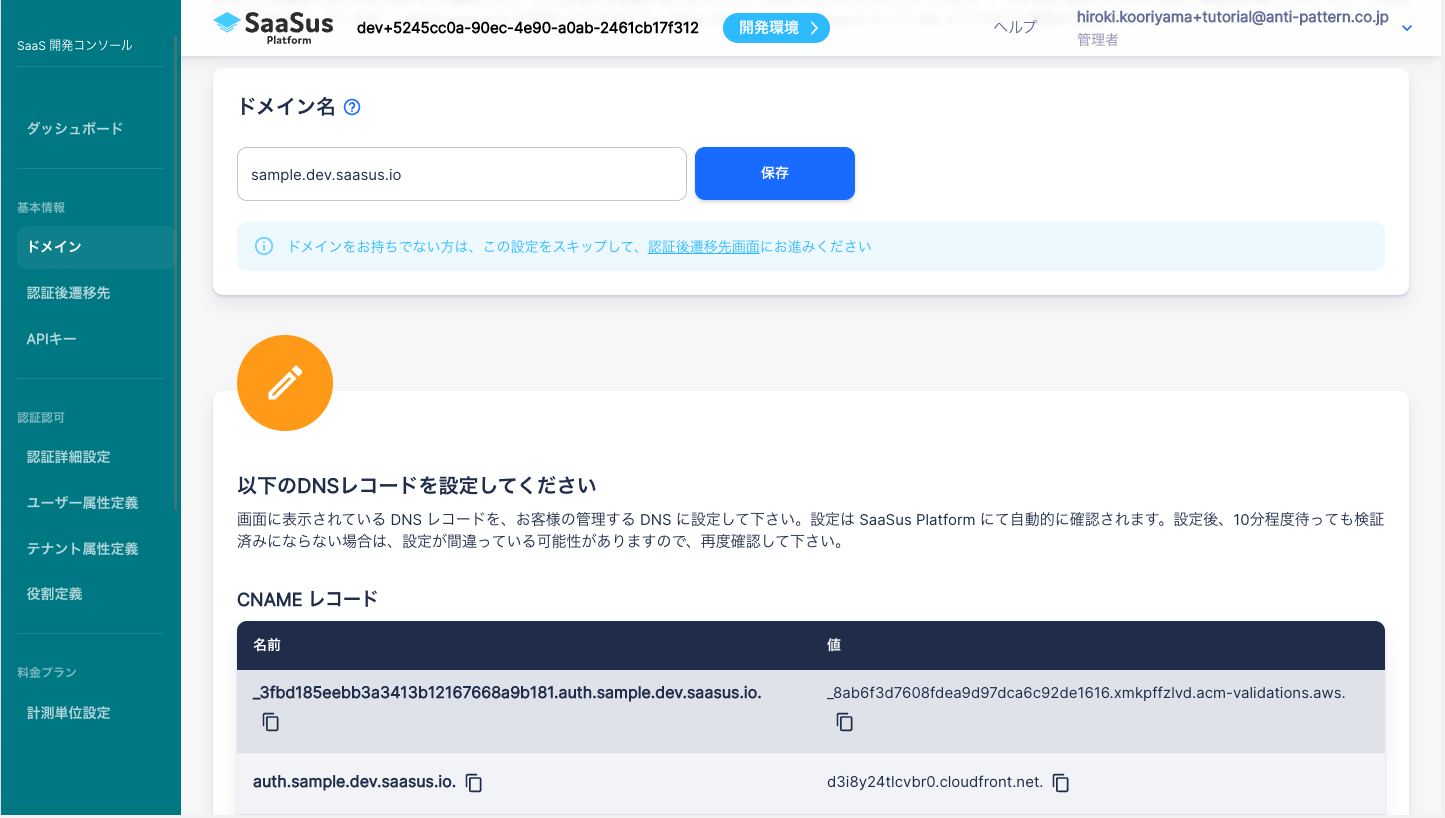 SaaS 開発コンソール
ダッシュボード
基本情報
ドメイン
認証後遷移先
APIキー
認証認可
認証詳細設定
ユーザー属性定義
テナント属性定義
役割定義
料金プラン
計測単位設定
SaaSus
Platform
dev+5245cc0a-90ec-4e90-a0ab-2461cb17f312
開発環境
ヘルプ
hiroki.kooriyama+tutorial@anti-pattern.co.jp
管理者
ドメイン名
sample.dev.saasus.io
保存
ドメインをお持ちでない方は、この設定をスキップして、認証後遷移先画面にお進みください
以下のDNSレコードを設定してください
画面に表示されている DNS レコードを、お客様の管理する DNS に設定して下さい。設定は SaaSus Platform にて自動的に確認されます。設定後、10分程度待っても検証
済みにならない場合は、設定が間違っている可能性がありますので、再度確認して下さい。
CNAME レコード
名前 値
_3fbd185eebb3a3413b12167668a9b181.auth.sample.dev.saasus.io. _8ab6f3d7608fdea9d97dca6c92de1616.xmkpffzlvd.acm-validations.aws.
auth.sample.dev.saasus.io. d3i8y24tlcvbr0.cloudfront.net.